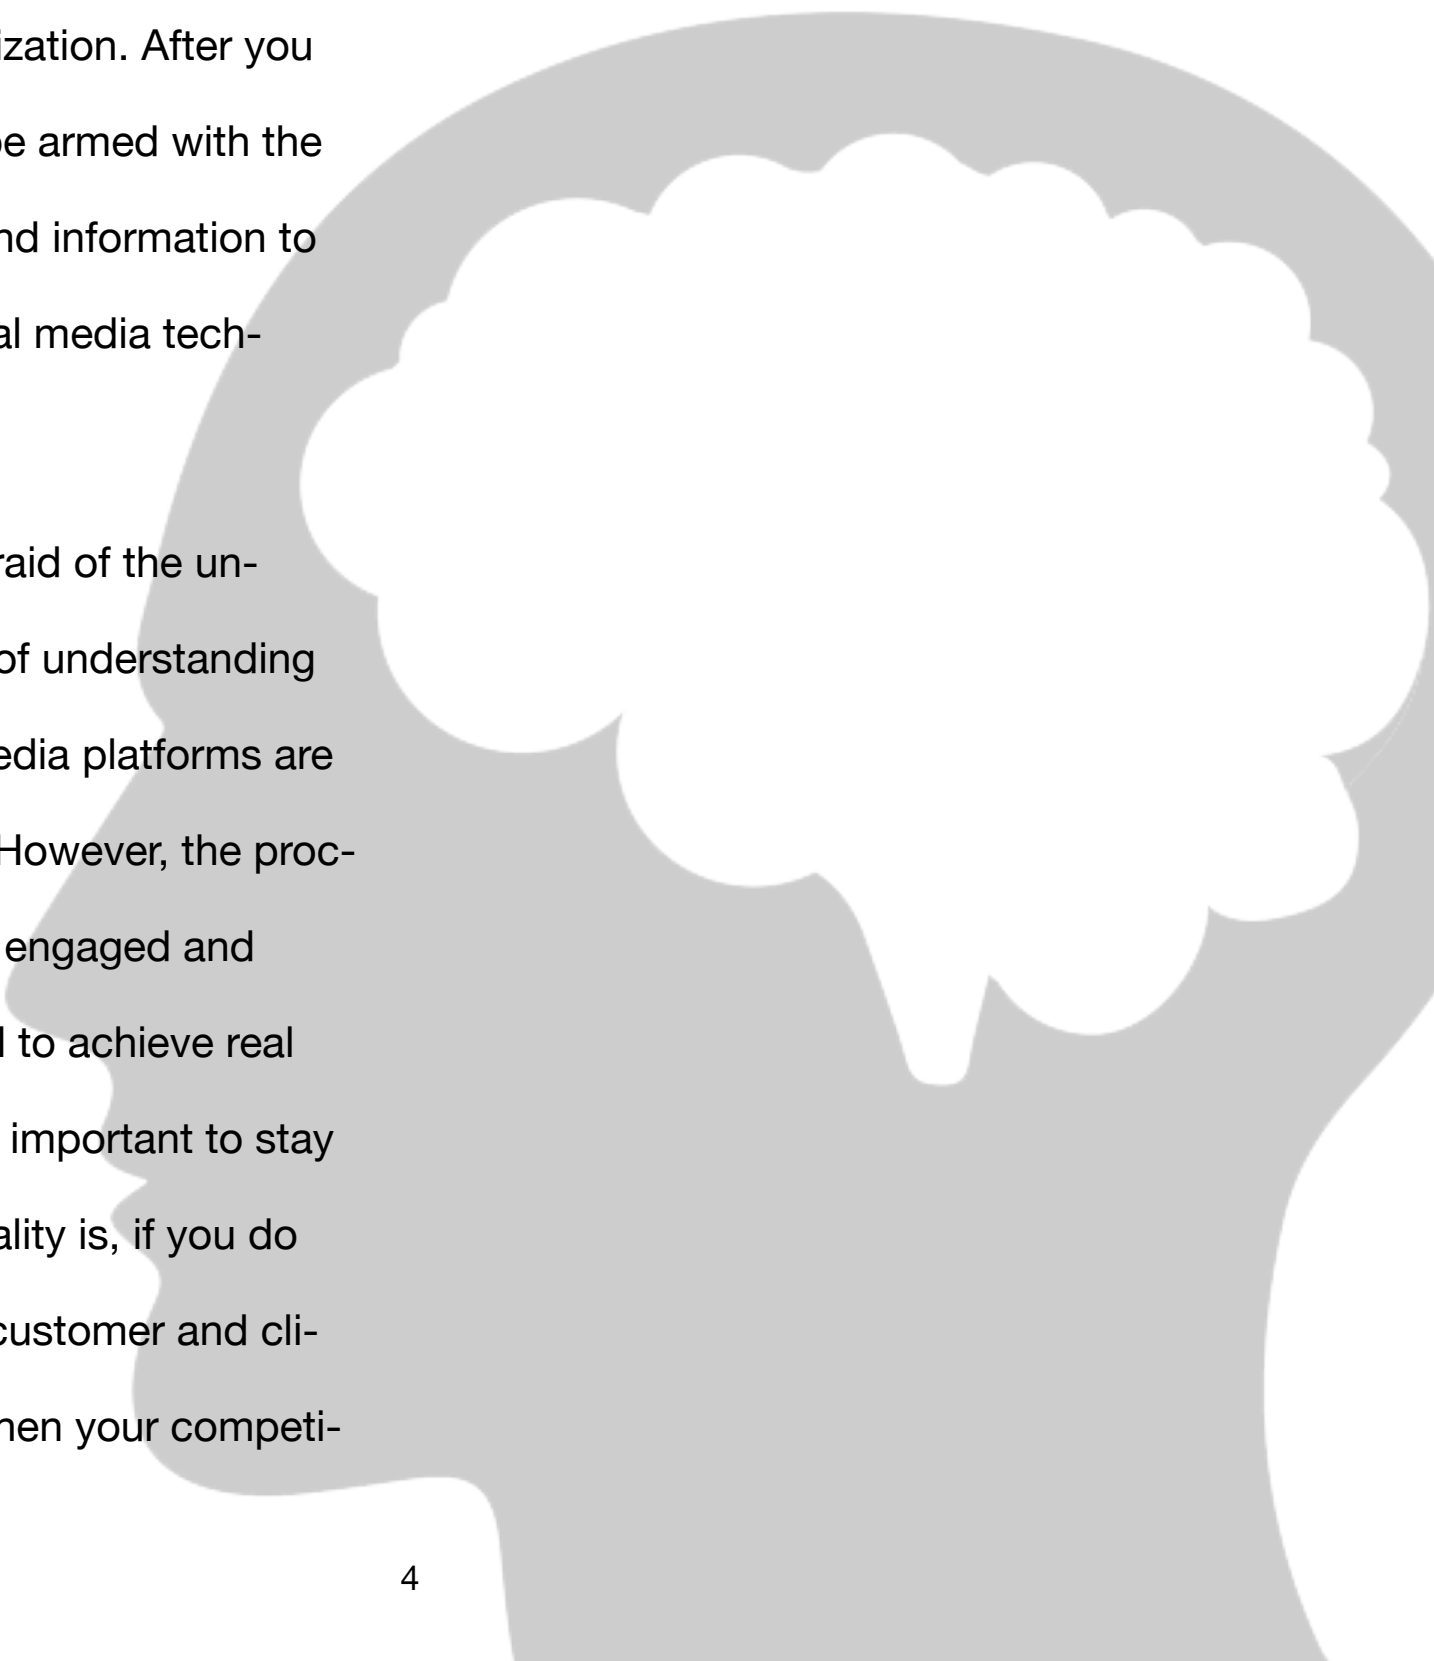 ization. After you
be armed with the
nd information to
al media tech-
raid of the un-
of understanding
edia platforms are
However, the proc-
engaged and
l to achieve real
important to stay
ality is, if you do
customer and cli-
hen your competi-
4